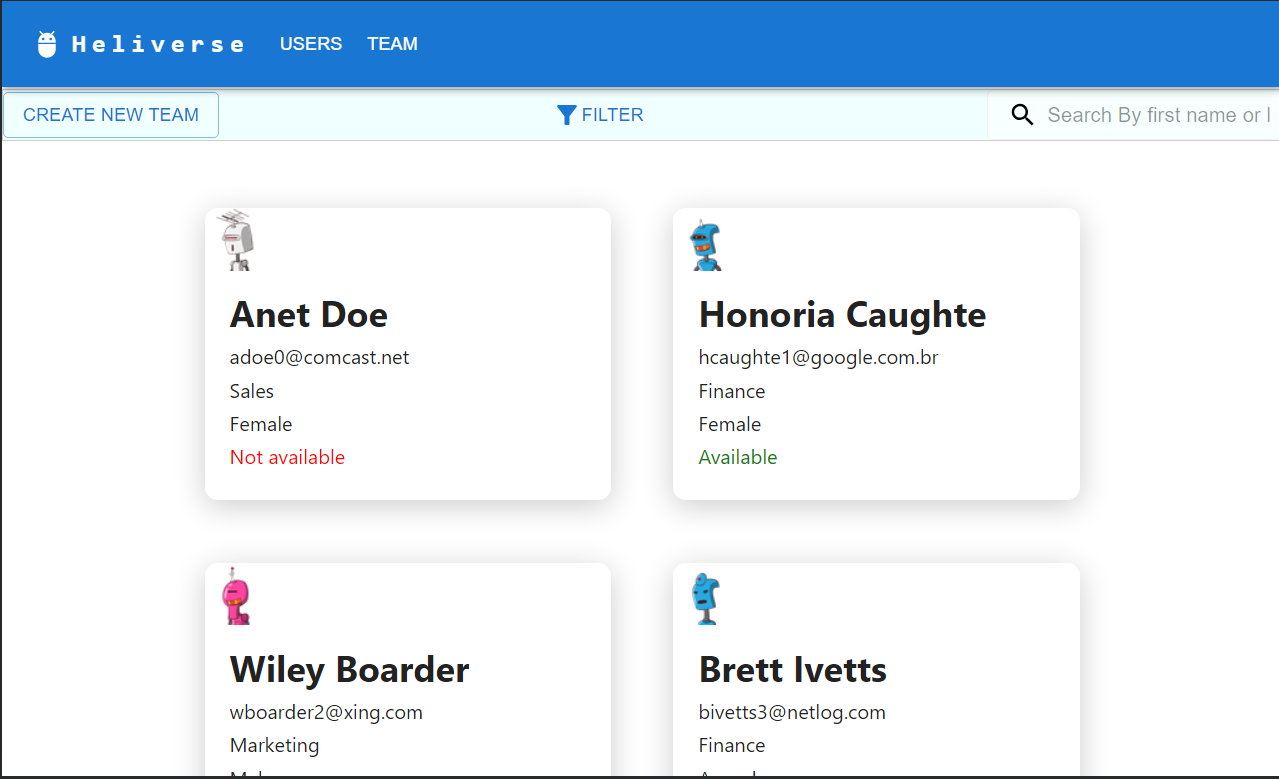 Heliverse USERS TEAM
CREATE NEW TEAM FILTER Search By first name or l
Anet Doe
adoe0@comcast.net
Sales
Female
Not available
Honoria Caughte
hcaughte1@google.com.br
Finance
Female
Available
Wiley Boarder
wboarder2@xing.com
Marketing
Brett Ivetts
bivetts3@netlog.com
Finance